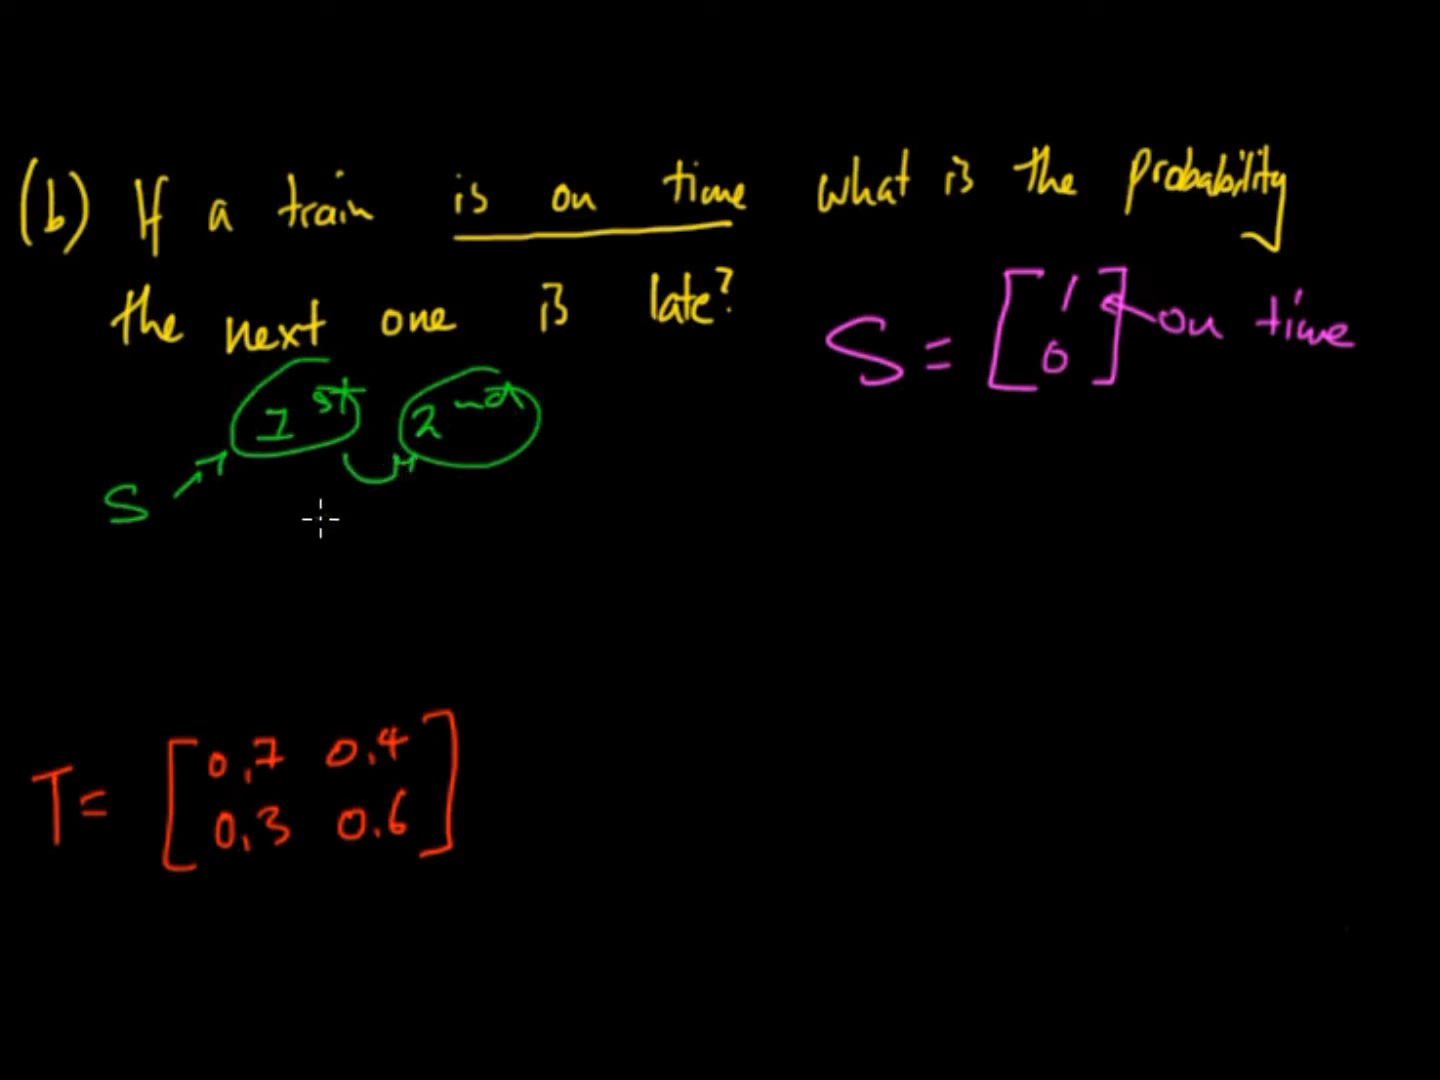 (b) If a train is on time what is the probability
the next one is late?
S = [1 0] on time
1st 2nd
S
T= [0.7 0.4
0.3 0.6]